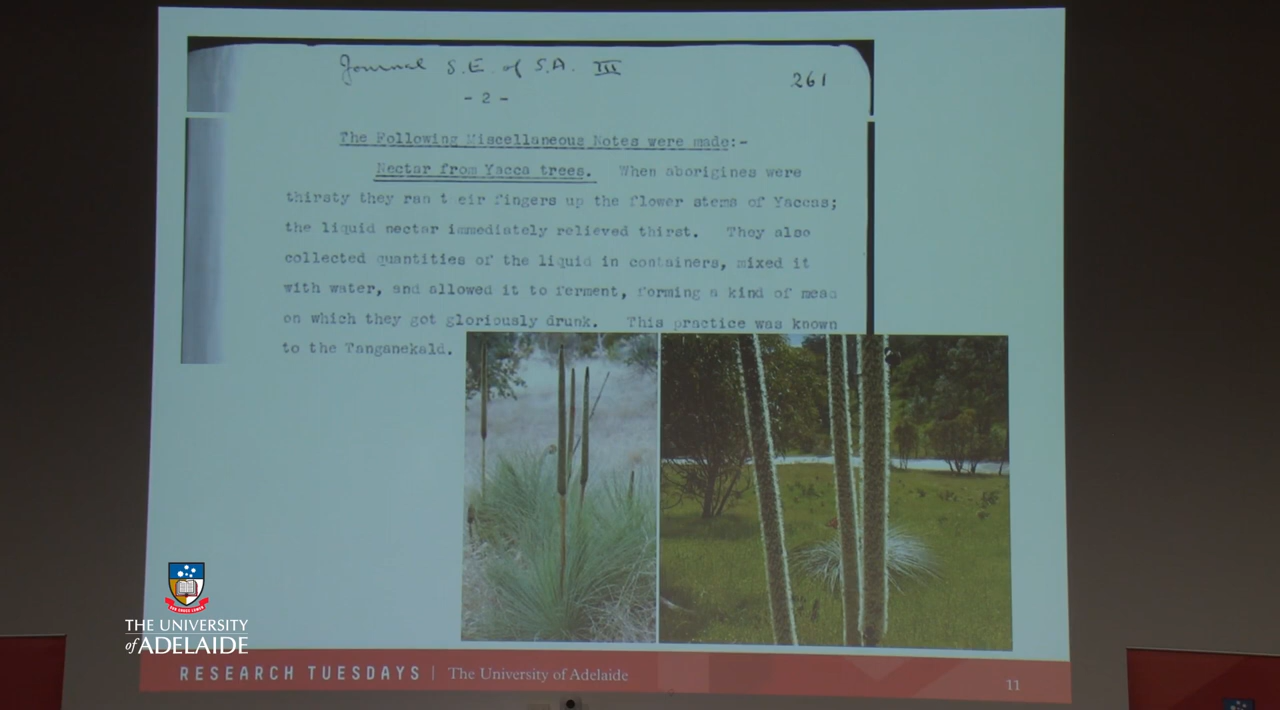 Journal S.E. of S.A. III
261
- 2 -
The Following Miscellaneous Notes were made:-
Nectar from Yacca trees. When aborigines were
thirsty they ran t eir fingers up the flower stems of Yaccas;
the liquid nectar immediately relieved thirst. They also
collected quantities of the liquid in containers, mixed it
with water, and allowed it to ferment, forming a kind of mead
on which they got gloriously drunk. This practice was known
to the Tanganekald.
THE UNIVERSITY
of ADELAIDE
RESEARCH TUESDAYS | The University of Adelaide
11